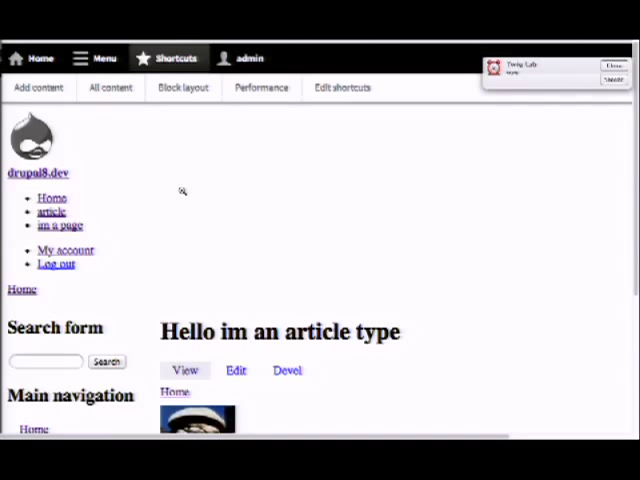 Home Menu Shortcuts admin
Add content All content Block layout Performance Edit shortcuts
drupal8.dev
Home
article
im a page
My account
Log out
Home
Search form
Search
Main navigation
Home
Hello im an article type
View Edit Devel
Home